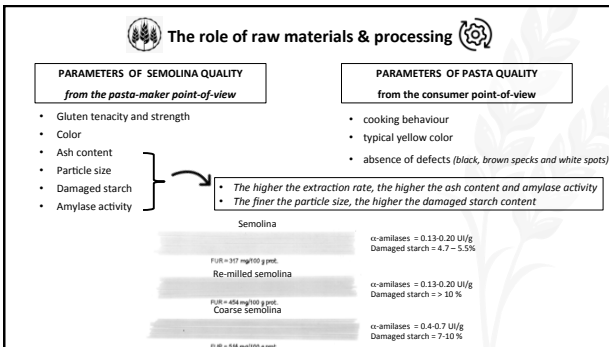 The role of raw materials & processing
PARAMETERS OF SEMOLINA QUALITY
from the pasta-maker point-of-view
• Gluten tenacity and strength
• Color
• Ash content
• Particle size
• Damaged starch
• Amylase activity
PARAMETERS OF PASTA QUALITY
from the consumer point-of-view
• cooking behaviour
• typical yellow color
• absence of defects (black, brown specks and white spots)
• The higher the extraction rate, the higher the ash content and amylase activity
• The finer the particle size, the higher the damaged starch content
Semolina
α-amilases = 0.13-0.20 UI/g
Damaged starch = 4.7 – 5.5%
FUR = 317 mg/100 g prot.
Re-milled semolina
α-amilases = 0.13-0.20 UI/g
Damaged starch => 10 %
FUR = 454 mg/100 g prot.
Coarse semolina
α-amilases = 0.4-0.7 UI/g
Damaged starch = 7-10 %
mg/100 g prot.